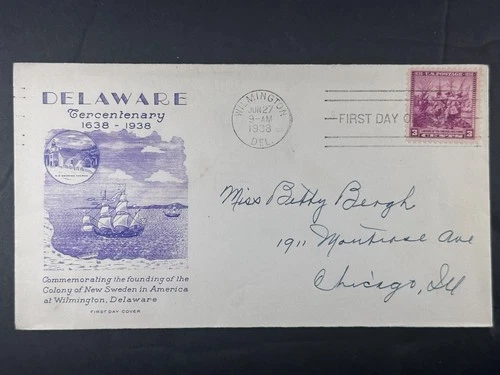 DELAWARE
Tercentenary
1638 - 1938
Commemorating the founding of the
Colony of New Sweden in America
at Wilmington, Delaware
FIRST DAY COVER
WILMINGTON
JUN 27
9-AM
1938
DEL.
FIRST DAY O
U.S. POSTAGE
3 3
Miss Betty Bergh
1911 Montrose Ave
Chicago, Ill